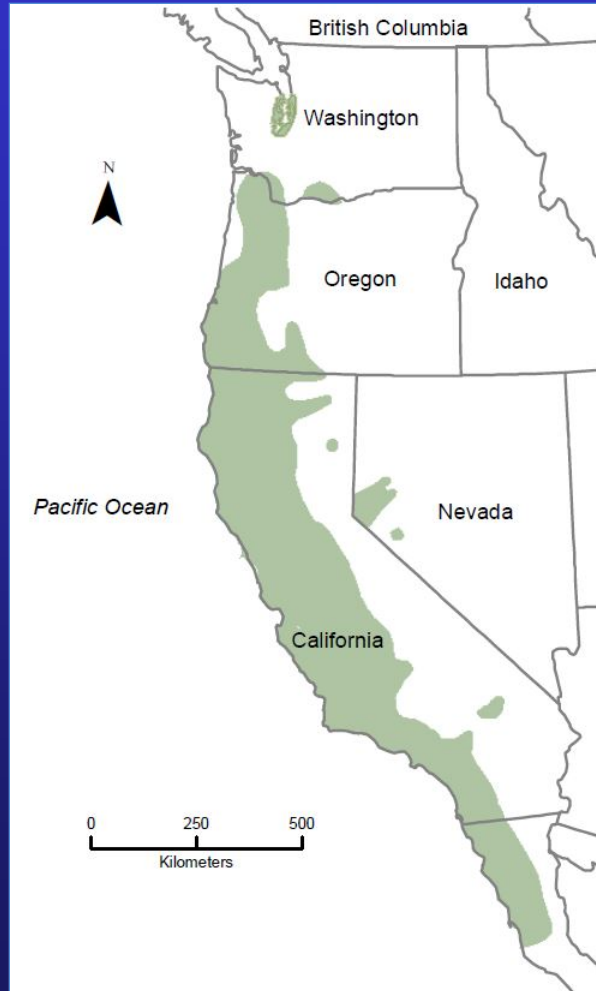 British Columbia
Washington
N
Oregon
Idaho
Pacific Ocean
Nevada
California
0 250 500
Kilometers